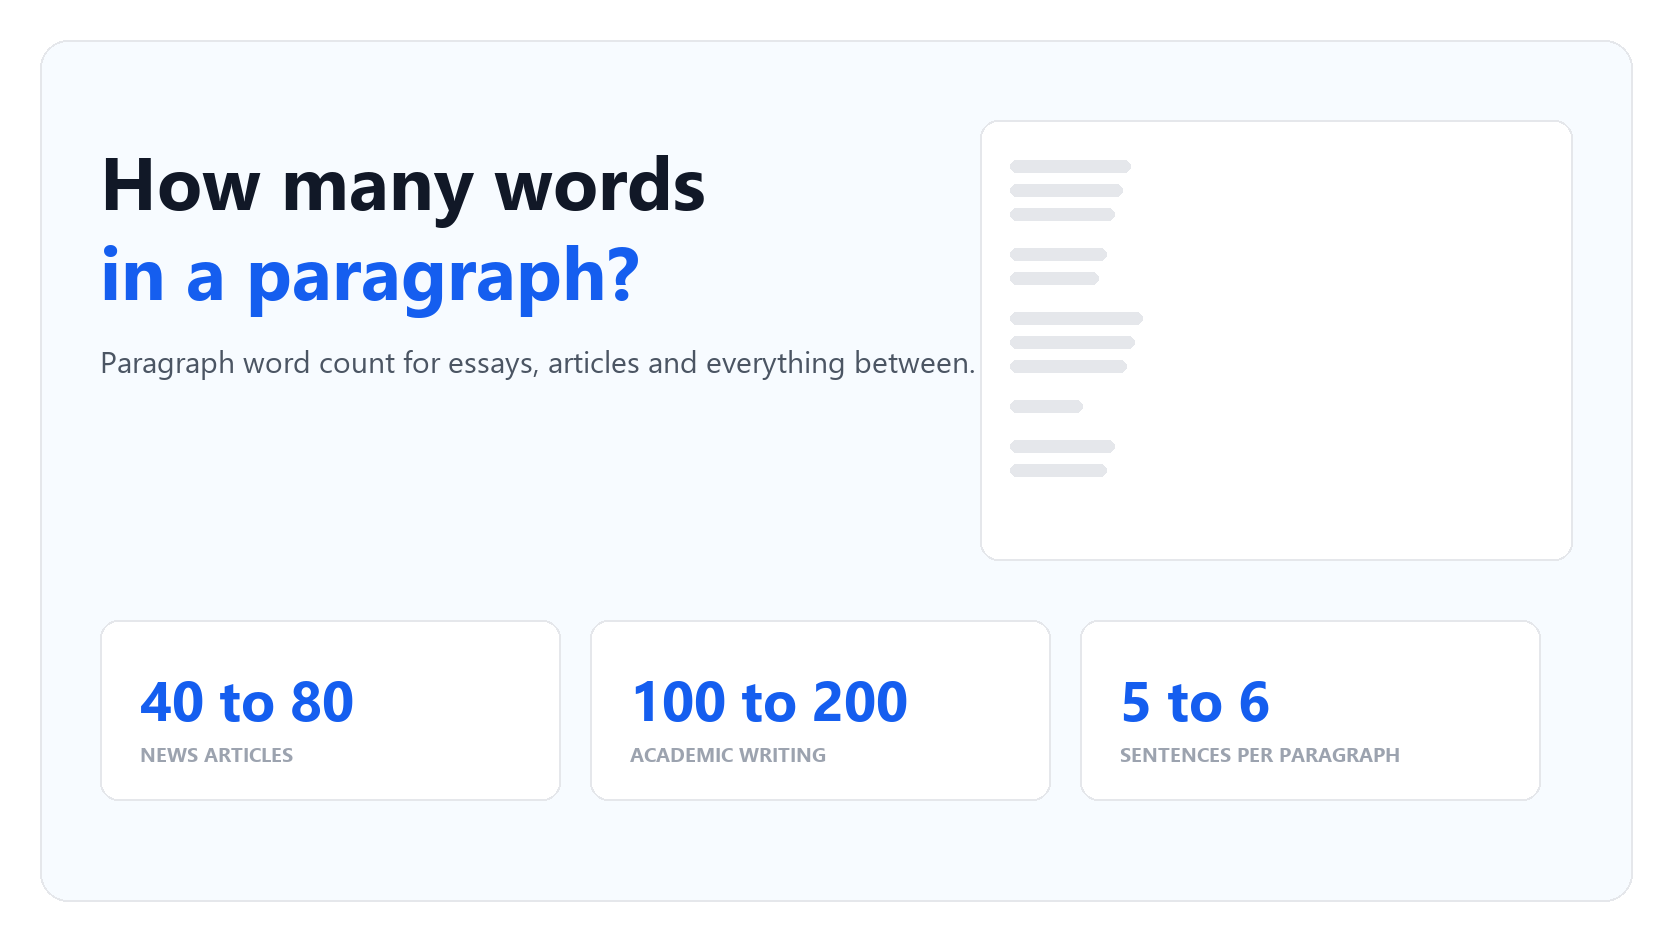 How many words
in a paragraph?
Paragraph word count for essays, articles and everything between.
40 to 80
NEWS ARTICLES
100 to 200
ACADEMIC WRITING
5 to 6
SENTENCES PER PARAGRAPH